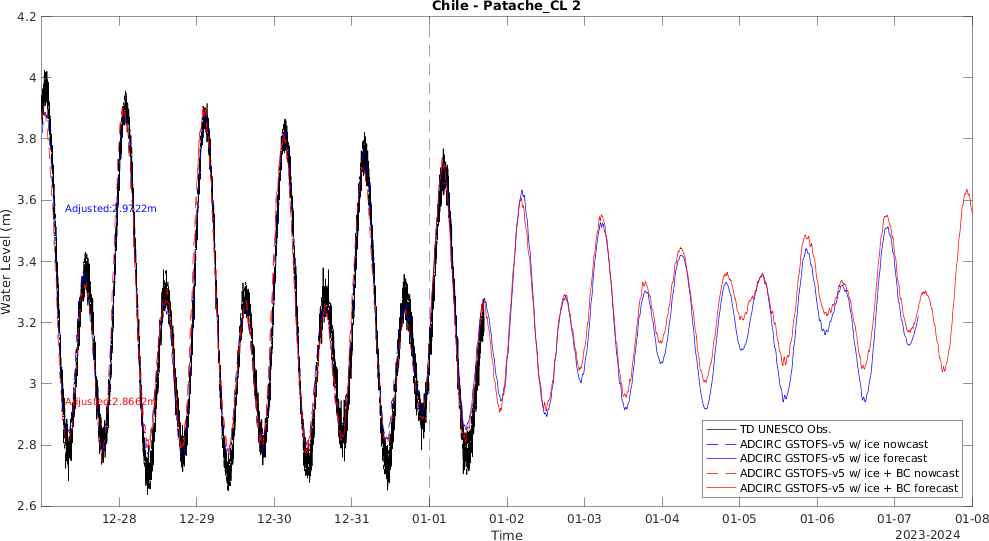 Chile - Patache_CL 2
4.2
4
3.8
3.6
3.4
3.2
3
2.8
2.6
Water Level (m)
Adjusted:2.9722m
Adjusted:2.8662m
TD UNESCO Obs.
ADCIRC GSTOFS-v5 w/ ice nowcast
ADCIRC GSTOFS-v5 w/ ice forecast
ADCIRC GSTOFS-v5 w/ ice + BC nowcast
ADCIRC GSTOFS-v5 w/ ice + BC forecast
12-28 12-29 12-30 12-31 01-01 01-02 01-03 01-04 01-05 01-06 01-07 01-08
Time
2023-2024